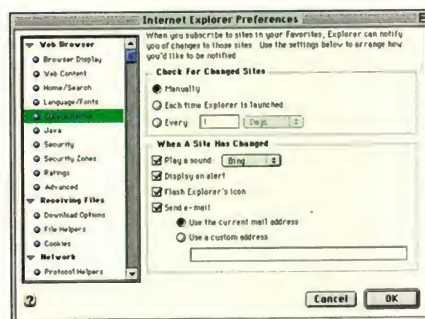 Internet Explorer Preferences
Web Browser
Browser Display
Web Content
Home/Search
Language/Fonts
Subscriptions
Java
Security
Security Zones
Ratings
Advanced
Receiving Files
Download Options
File Helpers
Cookies
Network
Protocol Helpers
When you subscribe to sites in your Favorites, Explorer can notify
you of changes to those sites. Use the settings below to arrange how
you'd like to be notified
Check For Changed Sites
Manually
Each time Explorer is launched
Every 1 Days
When A Site Has Changed
Play a sound Bing
Display an alert
Flash Explorer's icon
Send e-mail
Use the current mail address
Use a custom address
?
Cancel OK